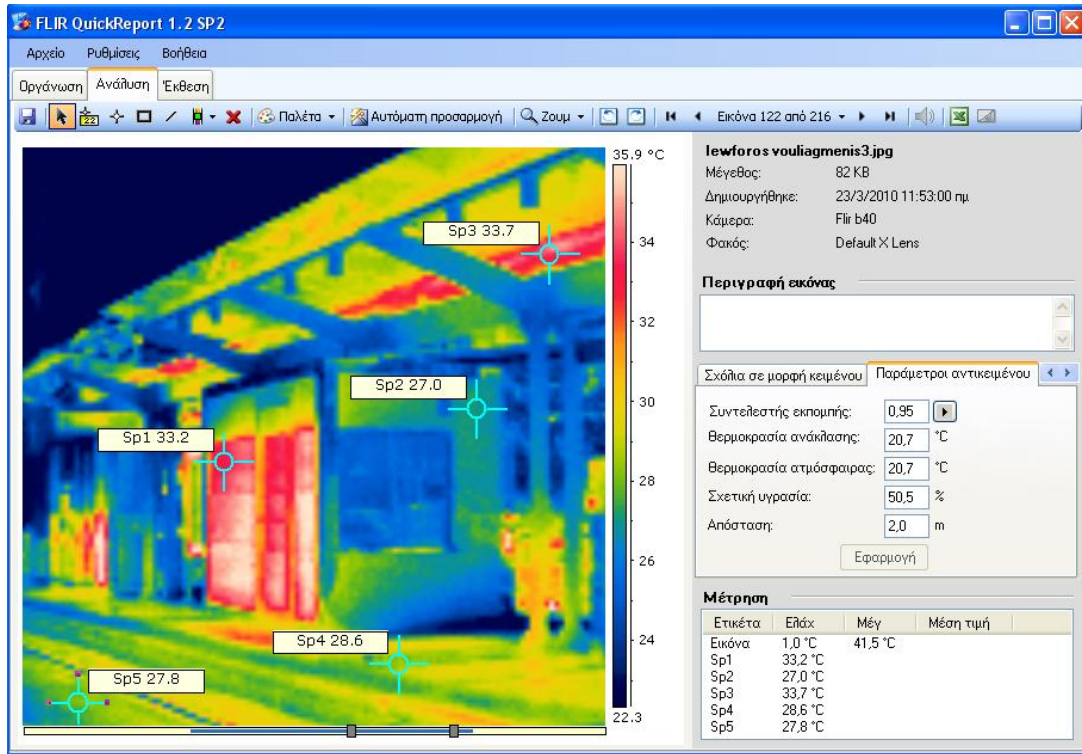 FLIR QuickReport 1.2 SP2
Αρχείο Ρυθμίσεις Βοήθεια
Οργάνωση Ανάλυση Έκθεση
22 Παλέτα Αυτόματη προσαρμογή Ζουμ Εικόνα 122 από 216
35.9 °C
34
32
30
28
26
24
22.3
Sp3 33.7
Sp2 27.0
Sp1 33.2
Sp4 28.6
Sp5 27.8
lewforos vouliagmenis3.jpg
Μέγεθος: 82 KB
Δημιουργήθηκε: 23/3/2010 11:53:00 πμ
Κάμερα: Flir b40
Φακός: Default X Lens
Περιγραφή εικόνας
Σχόλια σε μορφή κειμένου Παράμετροι αντικειμένου
Συντελεστής εκπομπής: 0,95
Θερμοκρασία ανάκλασης: 20,7 °C
Θερμοκρασία ατμόσφαιρας: 20,7 °C
Σχετική υγρασία: 50,5 %
Απόσταση: 2,0 m
Εφαρμογή
Μέτρηση
Ετικέτα Ελάχ Μέγ Μέση τιμή
Εικόνα 1,0 °C 41,5 °C
Sp1 33,2 °C
Sp2 27,0 °C
Sp3 33,7 °C
Sp4 28,6 °C
Sp5 27,8 °C